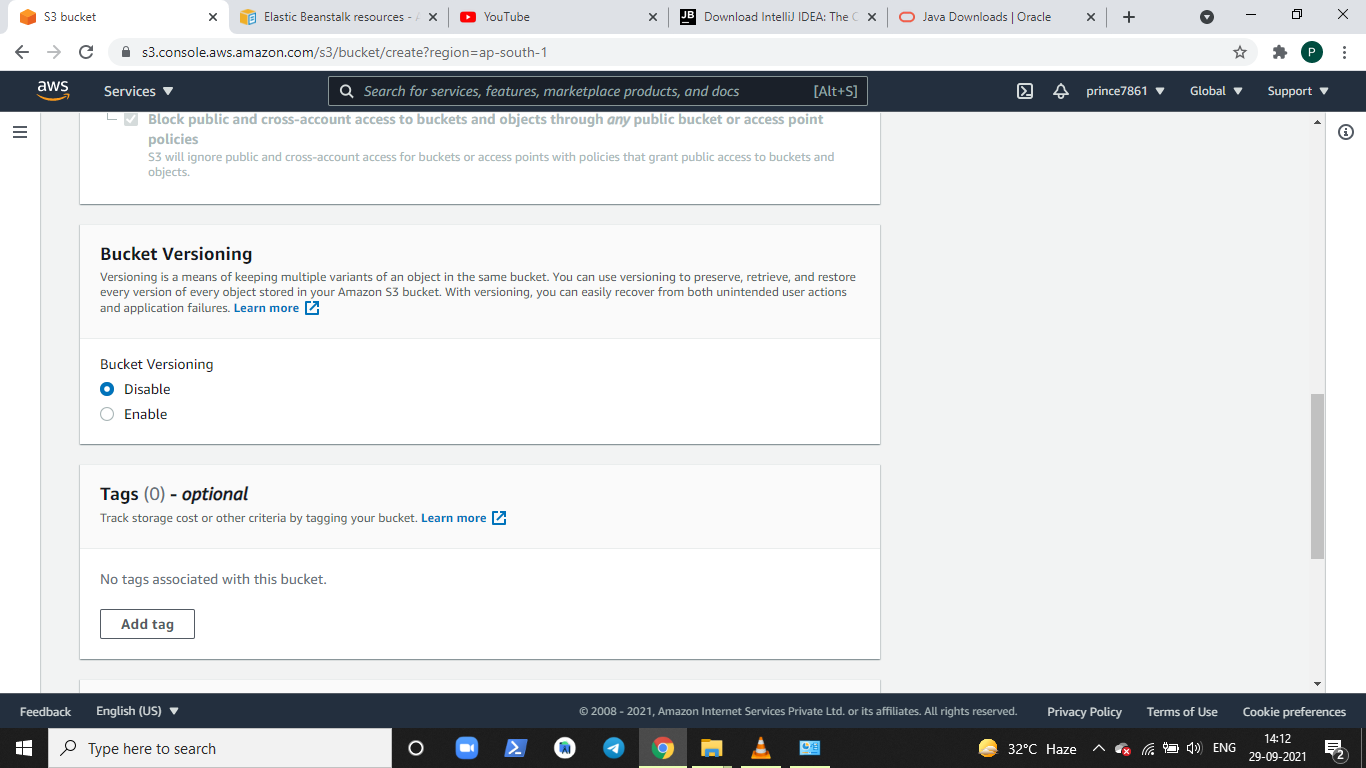 S3 bucket
Elastic Beanstalk resources -
YouTube
JB
Download IntelliJ IDEA: The
Java Downloads | Oracle
s3.console.aws.amazon.com/s3/bucket/create?region=ap-south-1
P
aws
Services
Search for services, features, marketplace products, and docs
[Alt+S]
prince7861
Global
Support
Block public and cross-account access to buckets and objects through any public bucket or access point
policies
S3 will ignore public and cross-account access for buckets or access points with policies that grant public access to buckets and
objects.
Bucket Versioning
Versioning is a means of keeping multiple variants of an object in the same bucket. You can use versioning to preserve, retrieve, and restore
every version of every object stored in your Amazon S3 bucket. With versioning, you can easily recover from both unintended user actions
and application failures. Learn more
Bucket Versioning
Disable
Enable
Tags (0) - optional
Track storage cost or other criteria by tagging your bucket. Learn more
No tags associated with this bucket.
Add tag
Feedback
English (US)
© 2008 - 2021, Amazon Internet Services Private Ltd. or its affiliates. All rights reserved.
Privacy Policy
Terms of Use
Cookie preferences
Type here to search
32°C Haze
ENG
14:12
29-09-2021
2